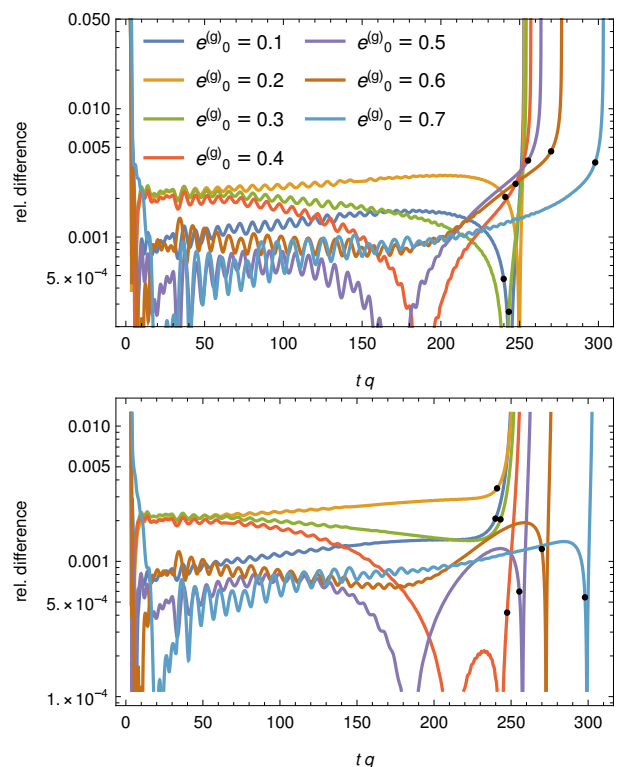 0.050
0.010
0.005
0.001
5.×10⁻⁴
rel. difference
e⁽ᵍ⁾₀ = 0.1
e⁽ᵍ⁾₀ = 0.5
e⁽ᵍ⁾₀ = 0.2
e⁽ᵍ⁾₀ = 0.6
e⁽ᵍ⁾₀ = 0.3
e⁽ᵍ⁾₀ = 0.7
e⁽ᵍ⁾₀ = 0.4
0 50 100 150 200 250 300
t q
0.010
0.005
0.001
5.×10⁻⁴
1.×10⁻⁴
rel. difference
0 50 100 150 200 250 300
t q